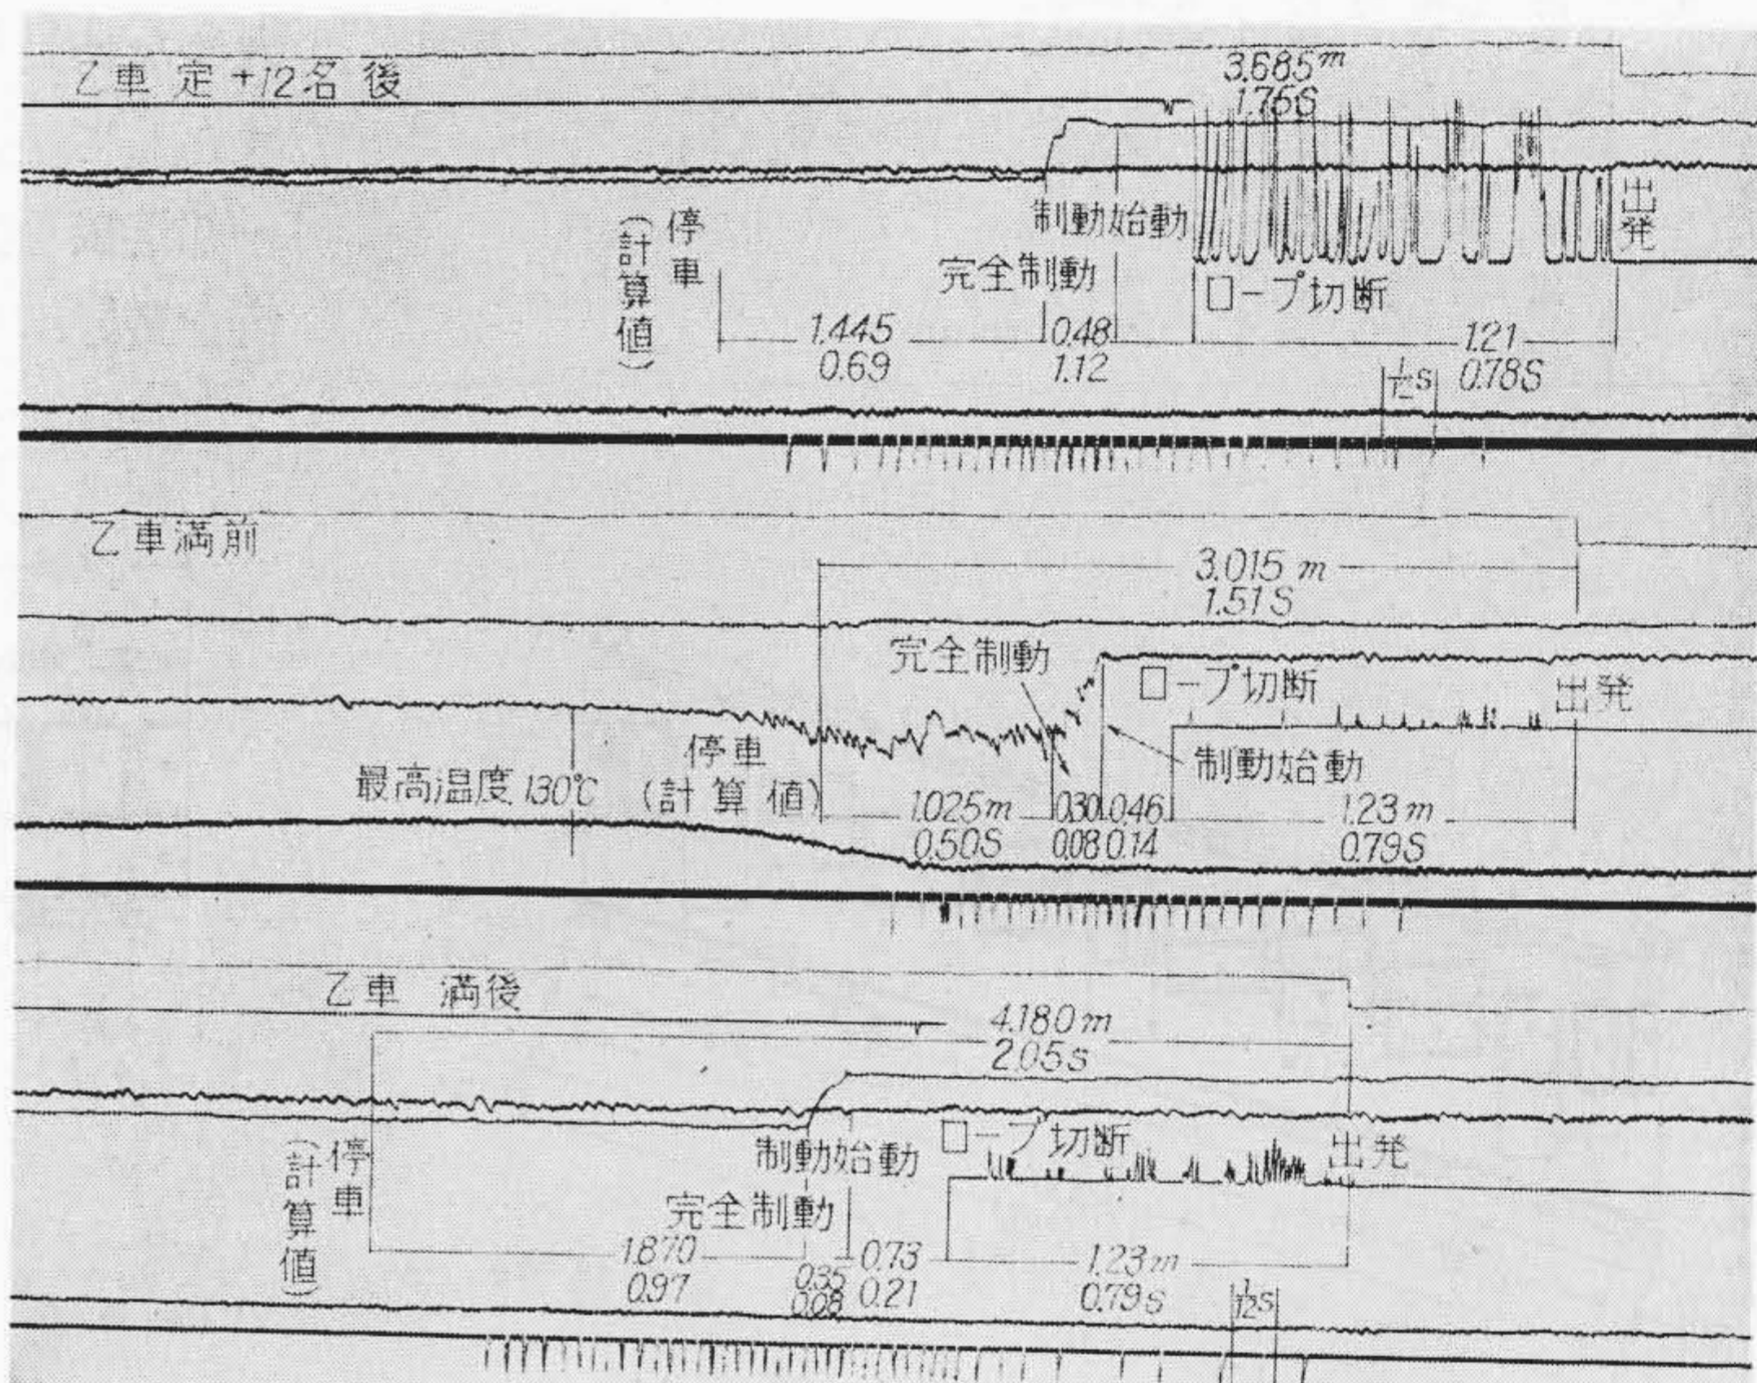 乙車 定 +12名 後
3.685m
1.76S
停車
(計算値)
制動始動
完全制動
ロープ切断
出発
1.445
0.69
0.48
1.12
1.21
0.78S
乙車満前
3.015 m
1.51S
完全制動
ロープ切断
出発
制動始動
停車
(計算値)
最高温度 130℃
1.025m
0.50S
0.30
0.08
0.46
0.14
1.23m
0.79S
乙車 満後
4.180m
2.05s
停車
(計算値)
制動始動
完全制動
ロープ切断
出発
1.870
0.97
0.35
0.08
0.73
0.21
1.23m
0.79s
1/12s